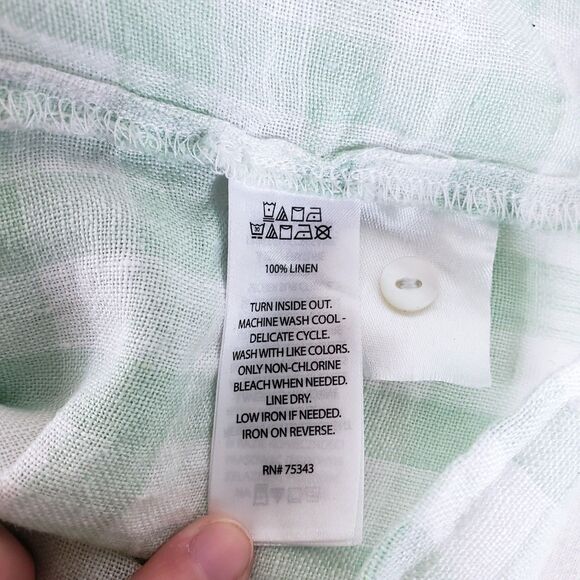 100% LINEN
TURN INSIDE OUT.
MACHINE WASH COOL -
DELICATE CYCLE.
WASH WITH LIKE COLORS.
ONLY NON-CHLORINE
BLEACH WHEN NEEDED.
LINE DRY.
LOW IRON IF NEEDED.
IRON ON REVERSE.
RN# 75343